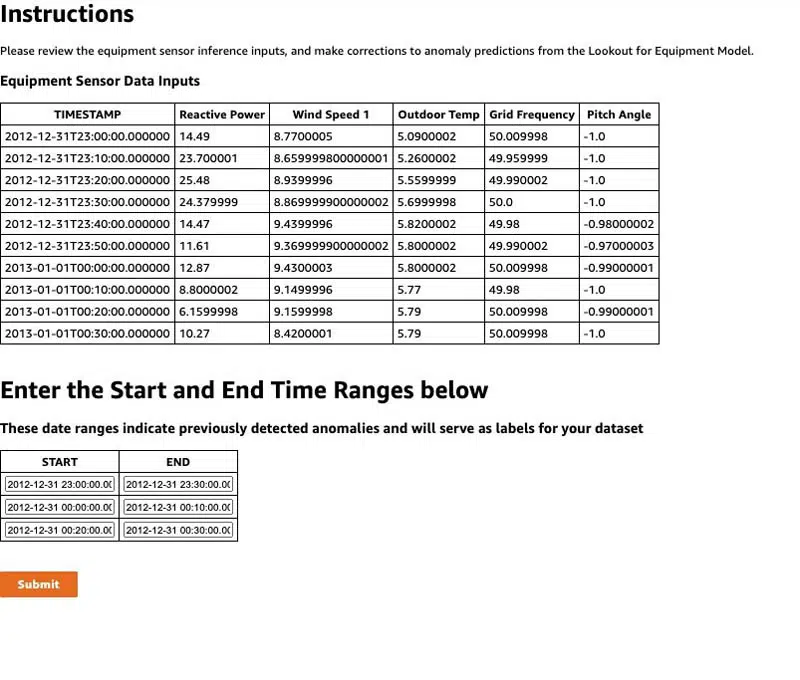 Instructions
Please review the equipment sensor inference inputs, and make corrections to anomaly predictions from the Lookout for Equipment Model.
Equipment Sensor Data Inputs
TIMESTAMP Reactive Power Wind Speed 1 Outdoor Temp Grid Frequency Pitch Angle
2012-12-31T23:00:00.000000 14.49 8.7700005 5.0900002 50.009998 -1.0
2012-12-31T23:10:00.000000 23.700001 8.659999800000001 5.2600002 49.959999 -1.0
2012-12-31T23:20:00.000000 25.48 8.9399996 5.5599999 49.990002 -1.0
2012-12-31T23:30:00.000000 24.379999 8.869999900000002 5.6999998 50.0 -1.0
2012-12-31T23:40:00.000000 14.47 9.4399996 5.8200002 49.98 -0.98000002
2012-12-31T23:50:00.000000 11.61 9.369999900000002 5.8000002 49.990002 -0.97000003
2013-01-01T00:00:00.000000 12.87 9.4300003 5.8000002 50.009998 -0.99000001
2013-01-01T00:10:00.000000 8.8000002 9.1499996 5.77 49.98 -1.0
2013-01-01T00:20:00.000000 6.1599998 9.1599998 5.79 50.009998 -0.99000001
2013-01-01T00:30:00.000000 10.27 8.4200001 5.79 50.009998 -1.0
Enter the Start and End Time Ranges below
These date ranges indicate previously detected anomalies and will serve as labels for your dataset
START END
2012-12-31 23:00:00.00 2012-12-31 23:30:00.00
2012-12-31 00:00:00.00 2012-12-31 00:10:00.00
2012-12-31 00:20:00.00 2012-12-31 00:30:00.00
Submit